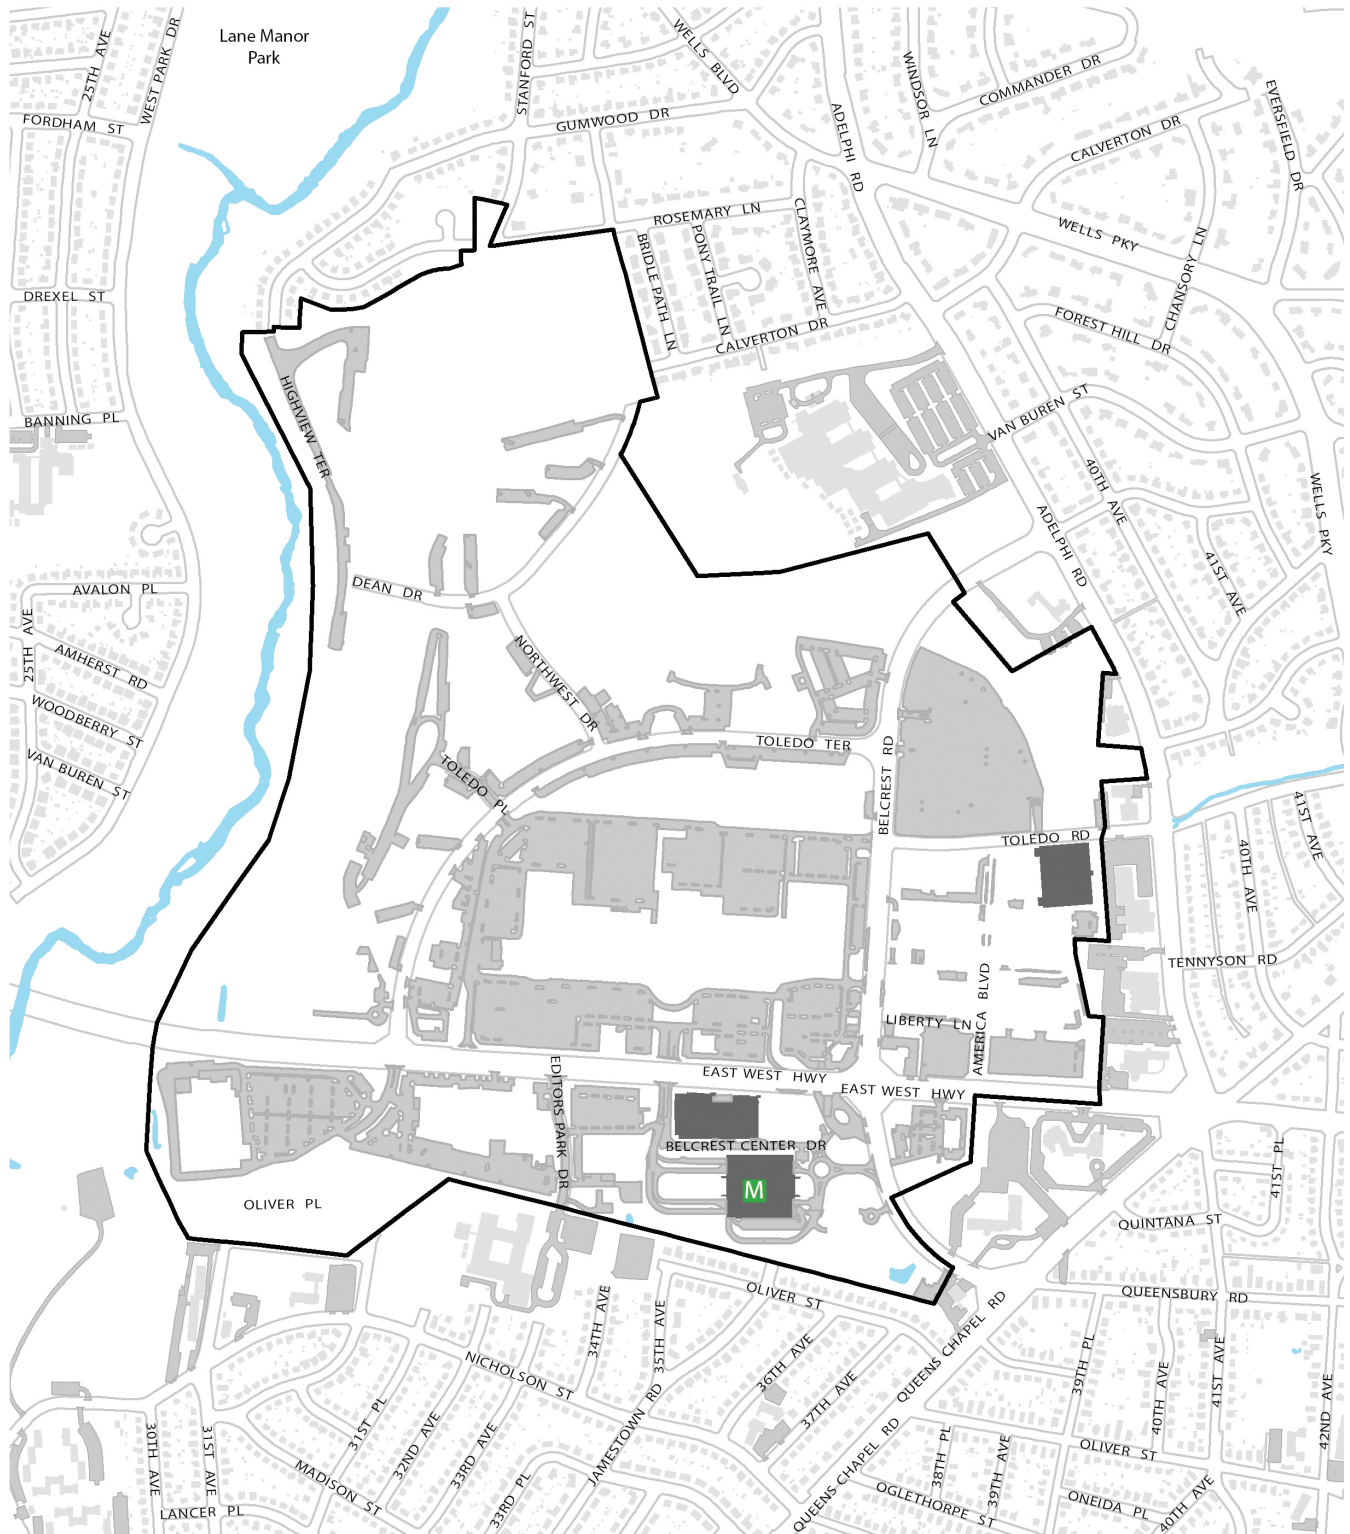 Lane Manor
Park
25TH AVE
WEST PARK DR
FORDHAM ST
STANFORD ST
WELLS BLVD
GUMWOOD DR
ADELPHI RD
WINDSOR LN
COMMANDER DR
CALVERTON DR
EVERSFIELD DR
ROSEMARY LN
CLAYMORE AVE
BRIDLE PATH LN
PONY TRAIL LN
WELLS PKY
CHANSORY LN
DREXEL ST
CALVERTON DR
FOREST HILL DR
HIGHVIEW TER
BANNING PL
VAN BUREN ST
40TH AVE
WELLS PKY
ADELPHI RD
41ST AVE
DEAN DR
AVALON PL
25TH AVE
AMHERST RD
WOODBERRY ST
VAN BUREN ST
NORTHWEST DR
TOLEDO TER
BELCREST RD
TOLEDO PL
TOLEDO RD
41ST AVE
40TH AVE
TENNYSON RD
AMERICA BLVD
LIBERTY LN
EAST WEST HWY
EAST WEST HWY
EDITORS PARK DR
BELCREST CENTER DR
M
OLIVER PL
41ST PL
QUINTANA ST
QUEENSBURY RD
OLIVER ST
QUEENS CHAPEL RD
34TH AVE
35TH AVE
36TH AVE
37TH AVE
39TH PL
40TH AVE
41ST AVE
42ND AVE
NICHOLSON ST
31ST PL
32ND AVE
33RD AVE
33RD PL
JAMESTOWN RD
QUEENS CHAPEL RD
38TH PL
39TH AVE
OLIVER ST
30TH AVE
31ST AVE
MADISON ST
LANCER PL
OGLETHORPE ST
ONEIDA PL
40TH AVE